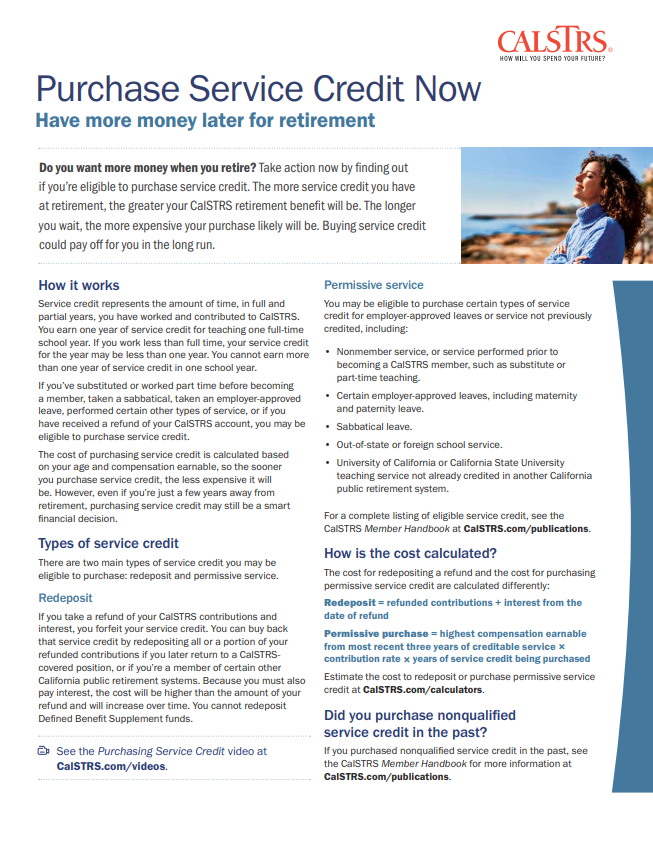 CALSTRS®
HOW WILL YOU SPEND YOUR FUTURE?
Purchase Service Credit Now
Have more money later for retirement
Do you want more money when you retire? Take action now by finding out
if you're eligible to purchase service credit. The more service credit you have
at retirement, the greater your CalSTRS retirement benefit will be. The longer
you wait, the more expensive your purchase likely will be. Buying service credit
could pay off for you in the long run.
How it works
Service credit represents the amount of time, in full and
partial years, you have worked and contributed to CalSTRS.
You earn one year of service credit for teaching one full-time
school year. If you work less than full time, your service credit
for the year may be less than one year. You cannot earn more
than one year of service credit in one school year.
If you've substituted or worked part time before becoming
a member, taken a sabbatical, taken an employer-approved
leave, performed certain other types of service, or if you
have received a refund of your CalSTRS account, you may be
eligible to purchase service credit.
The cost of purchasing service credit is calculated based
on your age and compensation earnable, so the sooner
you purchase service credit, the less expensive it will
be. However, even if you're just a few years away from
retirement, purchasing service credit may still be a smart
financial decision.
Types of service credit
There are two main types of service credit you may be
eligible to purchase: redeposit and permissive service.
Redeposit
If you take a refund of your CalSTRS contributions and
interest, you forfeit your service credit. You can buy back
that service credit by redepositing all or a portion of your
refunded contributions if you later return to a CalSTRS-
covered position, or if you're a member of certain other
California public retirement systems. Because you must also
pay interest, the cost will be higher than the amount of your
refund and will increase over time. You cannot redeposit
Defined Benefit Supplement funds.
See the Purchasing Service Credit video at
CalSTRS.com/videos.
Permissive service
You may be eligible to purchase certain types of service
credit for employer-approved leaves or service not previously
credited, including:
• Nonmember service, or service performed prior to
becoming a CalSTRS member, such as substitute or
part-time teaching.
• Certain employer-approved leaves, including maternity
and paternity leave.
• Sabbatical leave.
• Out-of-state or foreign school service.
• University of California or California State University
teaching service not already credited in another California
public retirement system.
For a complete listing of eligible service credit, see the
CalSTRS Member Handbook at CalSTRS.com/publications.
How is the cost calculated?
The cost for redepositing a refund and the cost for purchasing
permissive service credit are calculated differently:
Redeposit = refunded contributions + interest from the
date of refund
Permissive purchase = highest compensation earnable
from most recent three years of creditable service ×
contribution rate × years of service credit being purchased
Estimate the cost to redeposit or purchase permissive service
credit at CalSTRS.com/calculators.
Did you purchase nonqualified
service credit in the past?
If you purchased nonqualified service credit in the past, see
the CalSTRS Member Handbook for more information at
CalSTRS.com/publications.